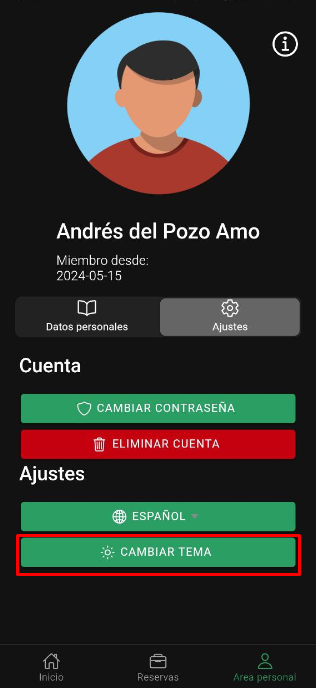 Andrés del Pozo Amo
Miembro desde:
2024-05-15
Datos personales
Ajustes
Cuenta
CAMBIAR CONTRASEÑA
ELIMINAR CUENTA
Ajustes
ESPAÑOL
CAMBIAR TEMA
Inicio
Reservas
Area personal